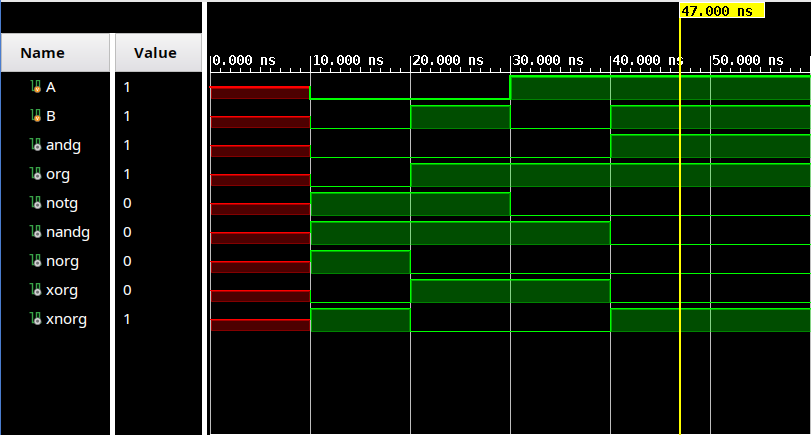 47.000 ns
Name Value
0.000 ns 10.000 ns 20.000 ns 30.000 ns 40.000 ns 50.000 ns
A 1
B 1
andg 1
org 1
notg 0
nandg 0
norg 0
xorg 0
xnorg 1